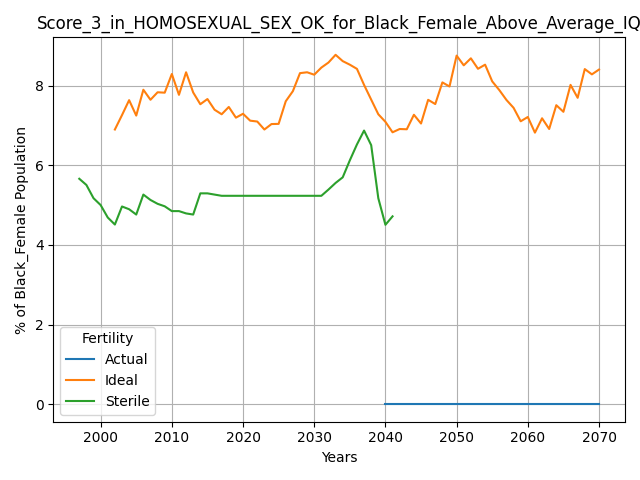 Score_3_in_HOMOSEXUAL_SEX_OK_for_Black_Female_Above_Average_IQ
% of Black_Female Population
8
6
4
2
0
Fertility
Actual
Ideal
Sterile
2000 2010 2020 2030 2040 2050 2060 2070
Years